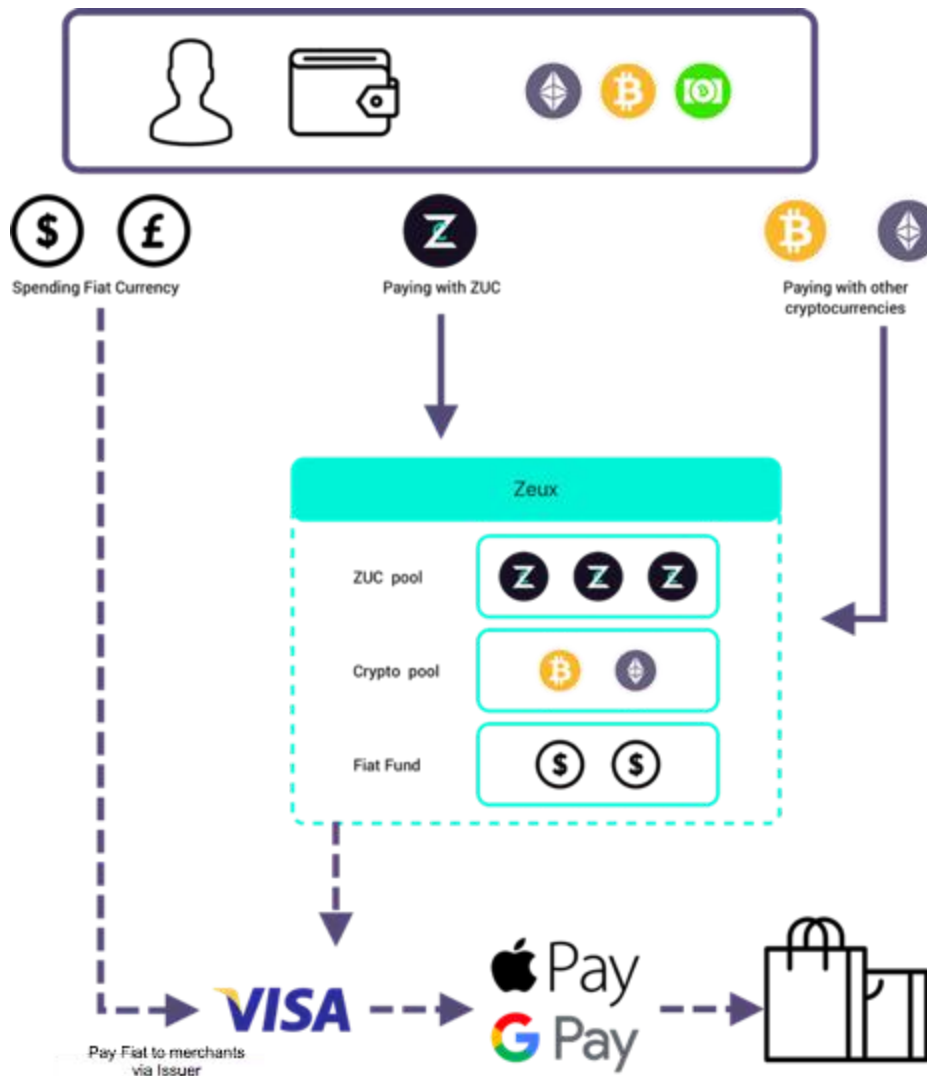 $ £
Spending Fiat Currency
Paying with ZUC
Paying with other
cryptocurrencies
Zeux
ZUC pool
Crypto pool
Fiat Fund
$ $
VISA
Pay
G Pay
Pay Fiat to merchants
via Issuer